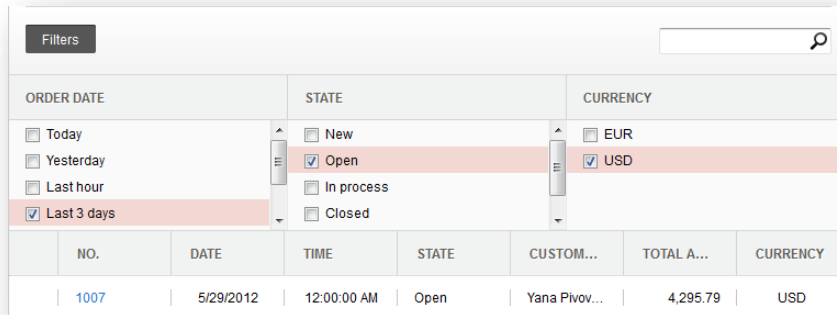 Filters
ORDER DATE STATE CURRENCY
Today New EUR
Yesterday Open USD
Last hour In process
Last 3 days Closed
NO. DATE TIME STATE CUSTOM... TOTAL A... CURRENCY
1007 5/29/2012 12:00:00 AM Open Yana Pivov... 4,295.79 USD